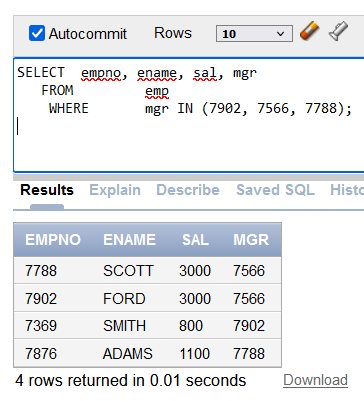 Autocommit Rows 10
SELECT empno, ename, sal, mgr
FROM emp
WHERE mgr IN (7902, 7566, 7788);
Results Explain Describe Saved SQL Histo
EMPNO ENAME SAL MGR
7788 SCOTT 3000 7566
7902 FORD 3000 7566
7369 SMITH 800 7902
7876 ADAMS 1100 7788
4 rows returned in 0.01 seconds Download